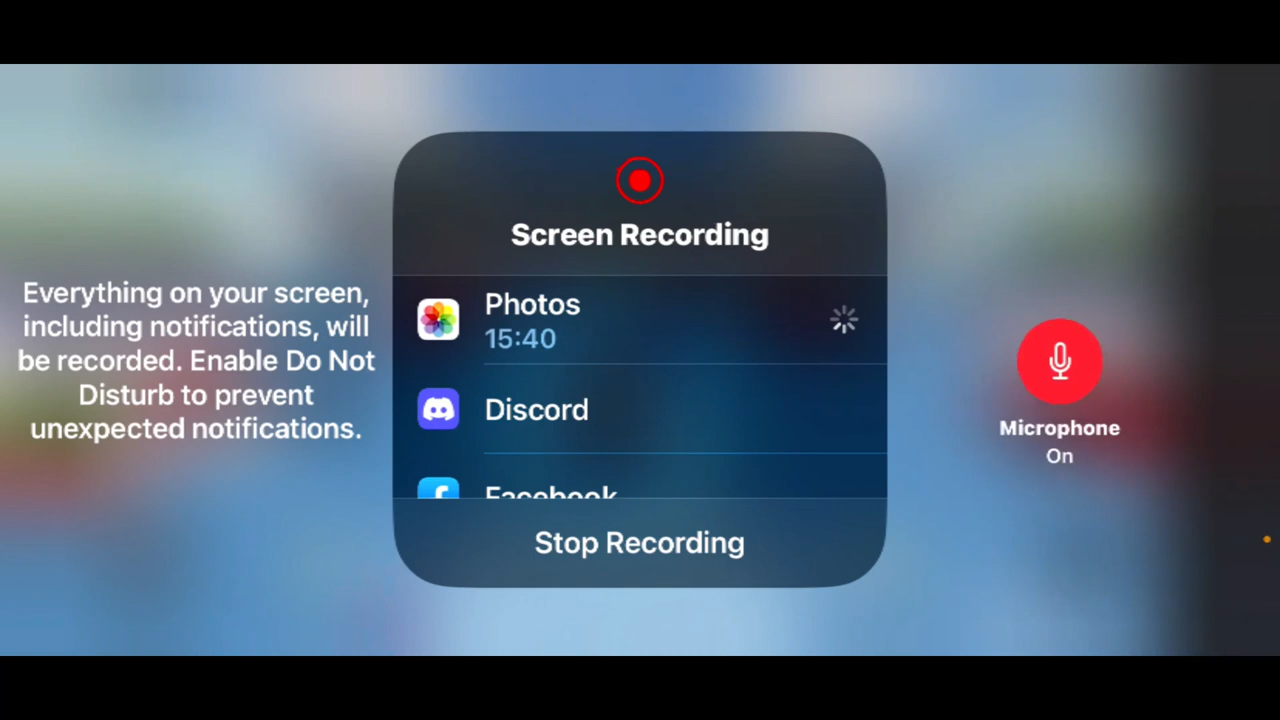 Everything on your screen,
including notifications, will
be recorded. Enable Do Not
Disturb to prevent
unexpected notifications.
Screen Recording
Photos
15:40
Discord
Facebook
Stop Recording
Microphone
On